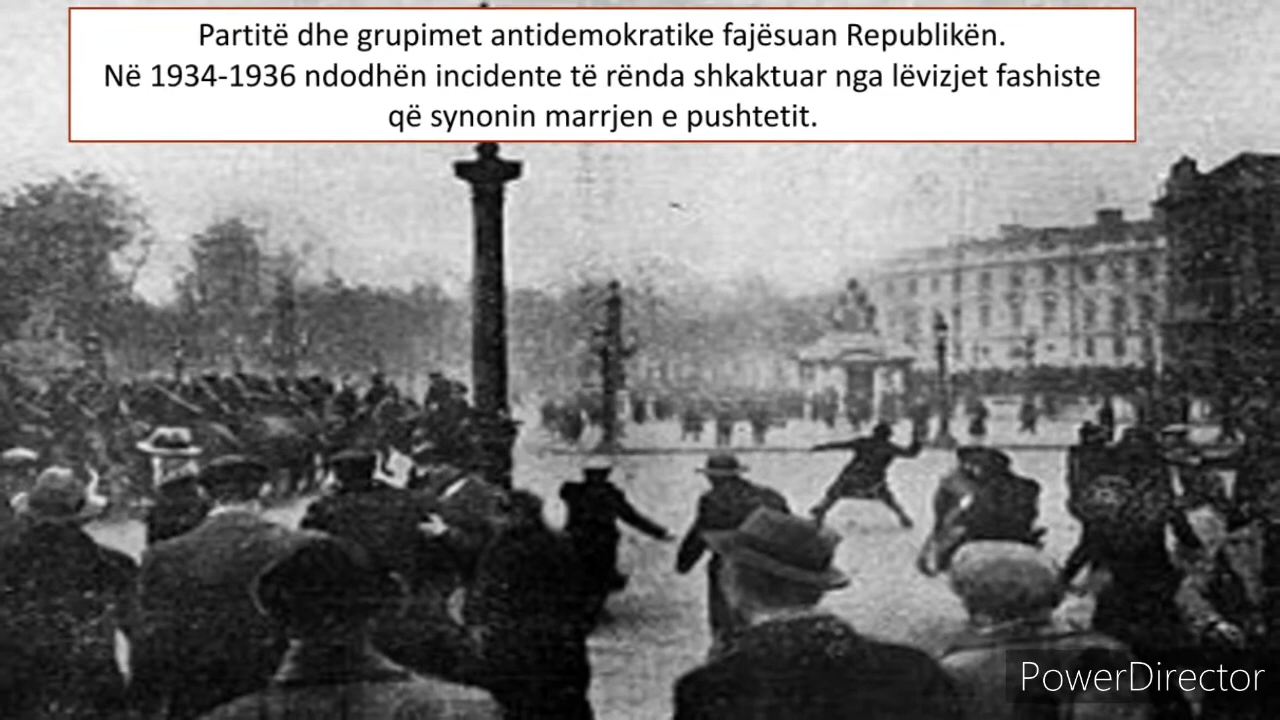 Partitë dhe grupimet antidemokratike fajësuan Republikën.
Në 1934-1936 ndodhën incidente të rënda shkaktuar nga lëvizjet fashiste
që synonin marrjen e pushtetit.
PowerDirector